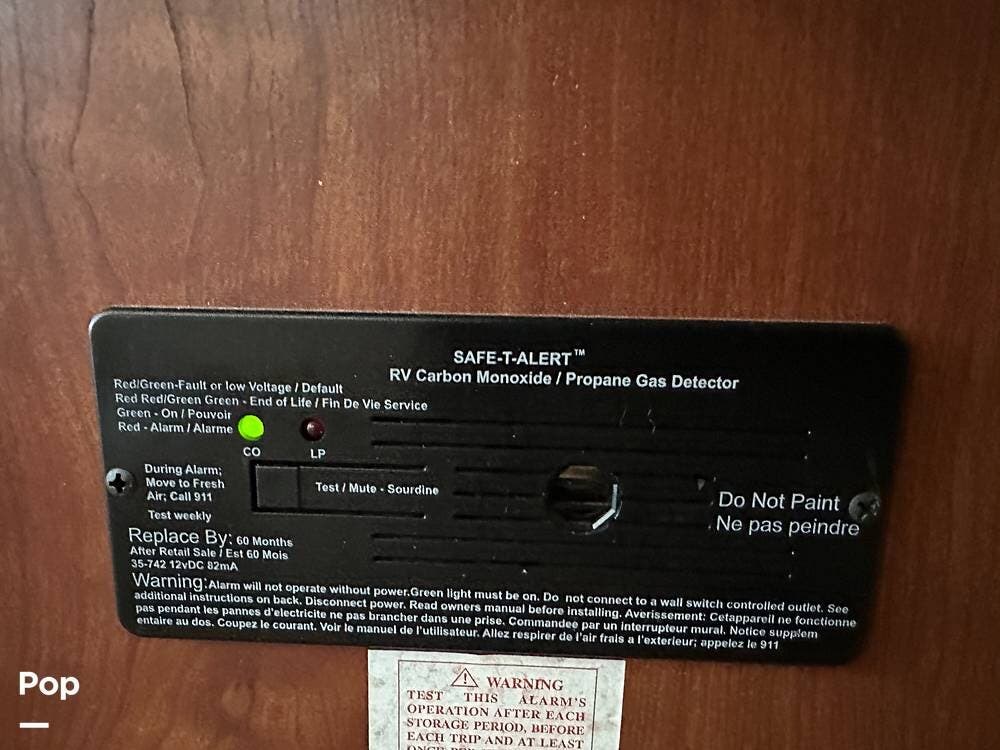 SAFE-T-ALERT™
RV Carbon Monoxide / Propane Gas Detector
Red/Green-Fault or low Voltage / Default
Red Red/Green Green - End of Life / Fin De Vie Service
Green - On / Pouvoir
Red - Alarm / Alarme
CO
LP
During Alarm;
Move to Fresh
Air; Call 911
Test weekly
Test / Mute - Sourdine
Do Not Paint
Ne pas peindre
Replace By: 60 Months
After Retail Sale / Est 60 Mois
35-742 12vDC 82mA
Warning:Alarm will not operate without power.Green light must be on. Do not connect to a wall switch controlled outlet. See
additional instructions on back. Disconnect power. Read owners manual before installing. Averissement: Cetappareil ne fonctionne
pas pendant les pannes d'electricite ne pas brancher dans une prise. Commandee par un interrupteur mural. Notice supplem
entaire au dos. Coupez le courant. Voir le manuel de l'utilisateur. Allez respirer de l'air frais a l'exterieur; appelez le 911
WARNING
TEST THIS ALARM'S
OPERATION AFTER EACH
STORAGE PERIOD, BEFORE
EACH TRIP AND AT LEAST
Pop